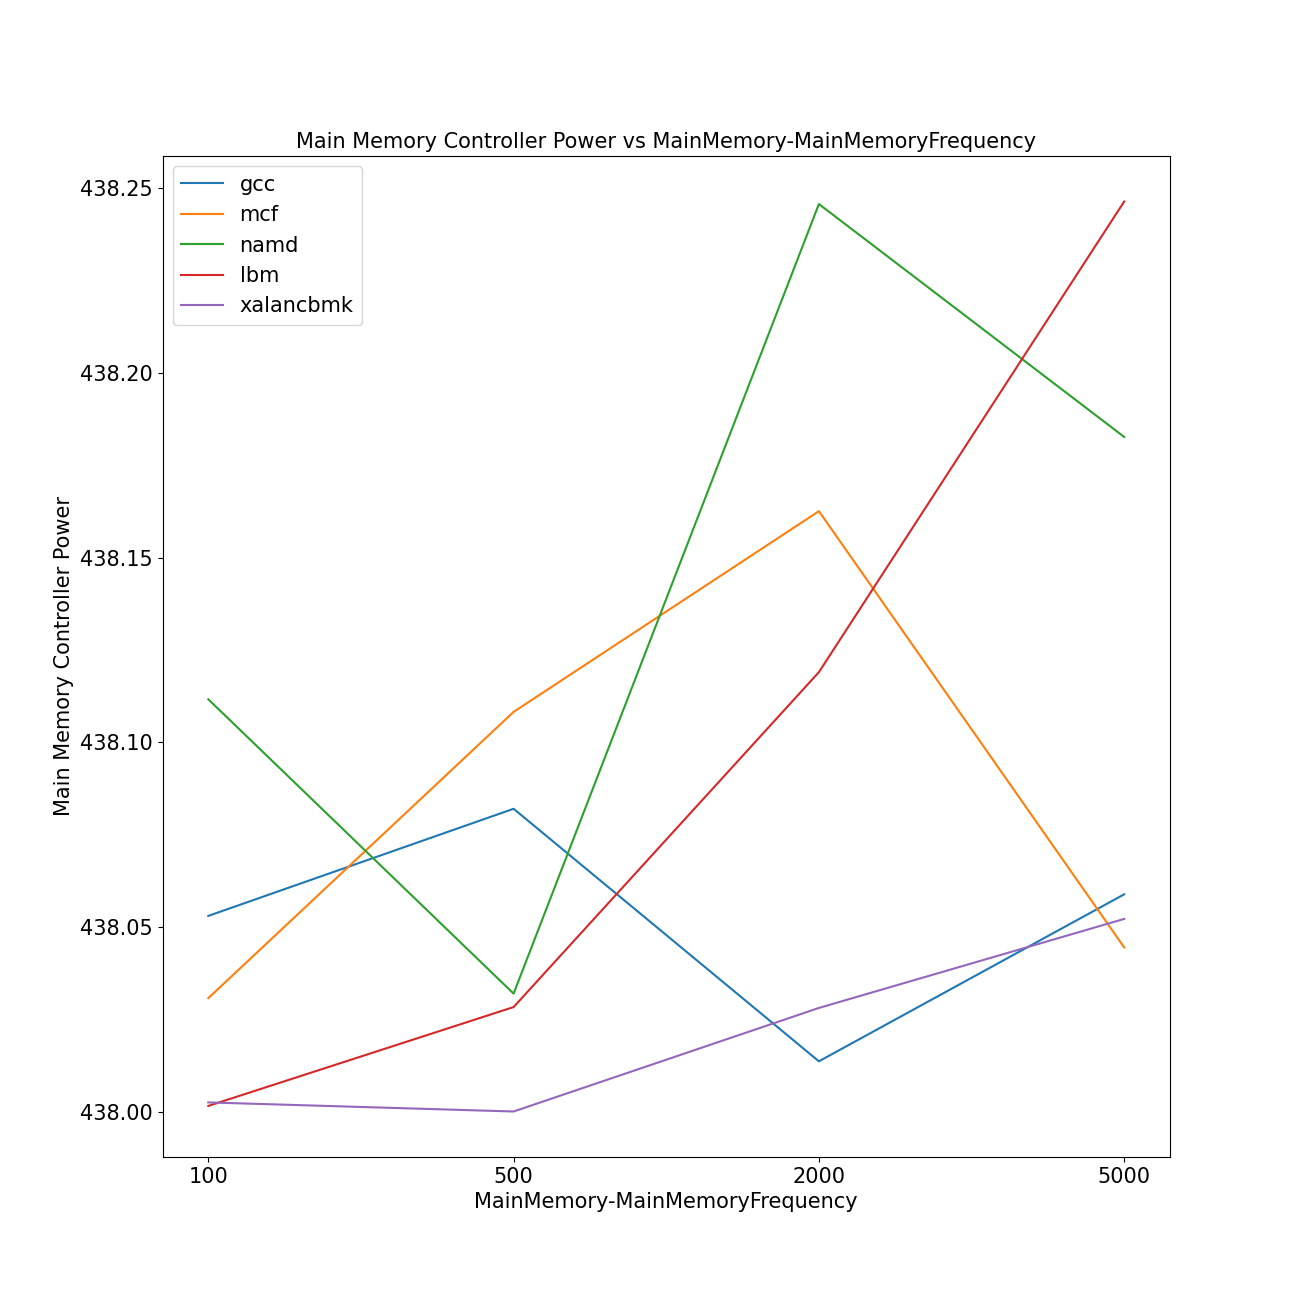 Main Memory Controller Power vs MainMemory-MainMemoryFrequency
gcc
mcf
namd
lbm
xalancbmk
438.25
438.20
438.15
438.10
438.05
438.00
Main Memory Controller Power
100 500 2000 5000
MainMemory-MainMemoryFrequency